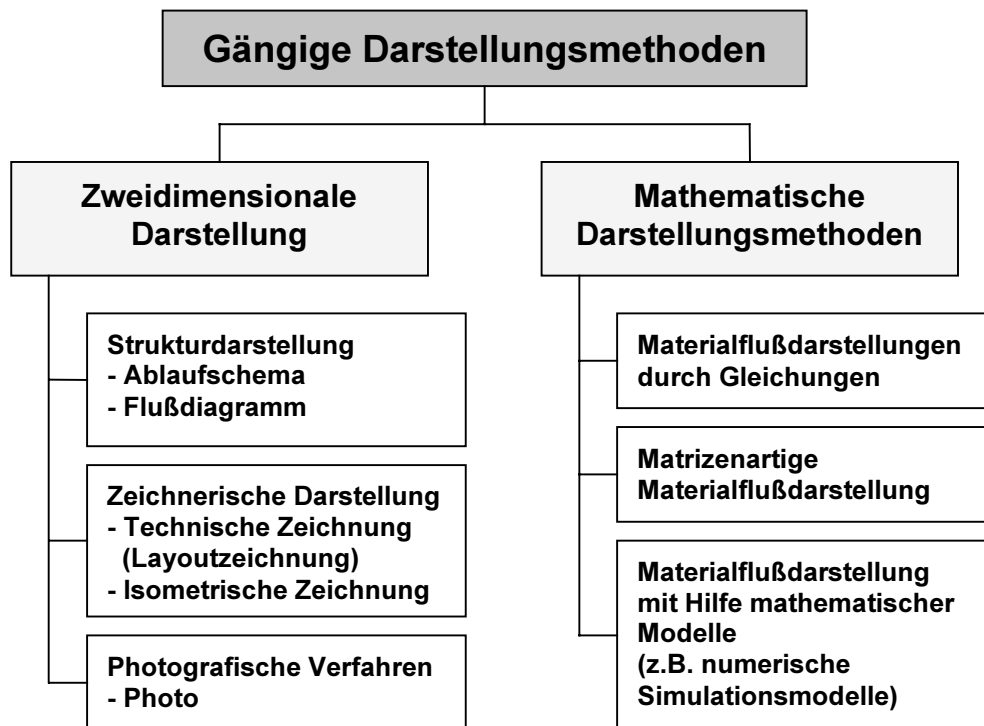 Gängige Darstellungsmethoden
Zweidimensionale
Darstellung
Strukturdarstellung
- Ablaufschema
- Flußdiagramm
Zeichnerische Darstellung
- Technische Zeichnung
(Layoutzeichnung)
- Isometrische Zeichnung
Photografische Verfahren
- Photo
Mathematische
Darstellungsmethoden
Materialflußdarstellungen
durch Gleichungen
Matrizenartige
Materialflußdarstellung
Materialflußdarstellung
mit Hilfe mathematischer
Modelle
(z.B. numerische
Simulationsmodelle)